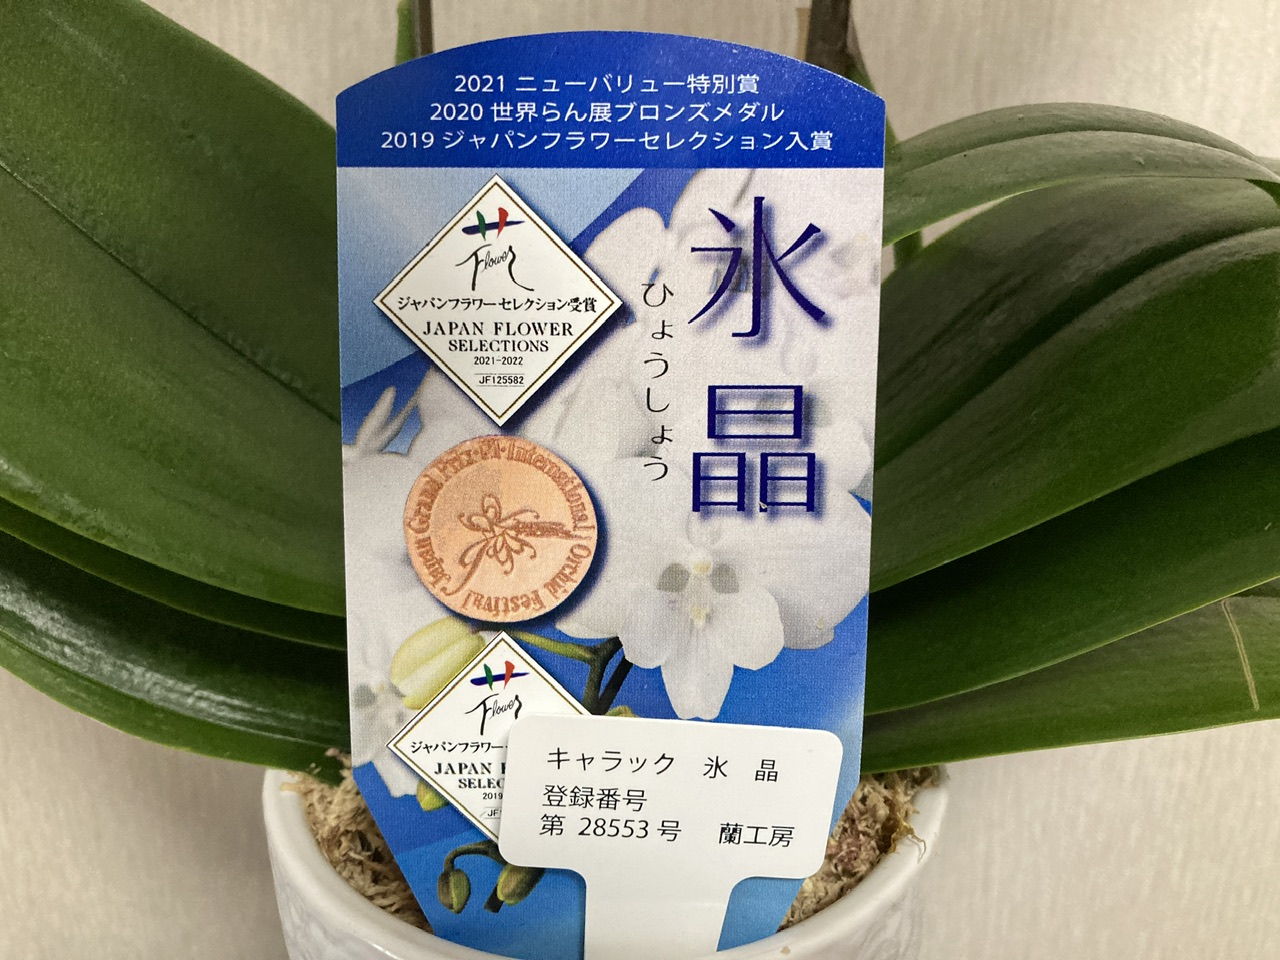 2021 ニューバリュー特別賞
2020 世界らん展ブロンズメダル
2019 ジャパンフラワーセレクション入賞
氷晶
ひょうしょう
Flower
ジャパンフラワーセレクション受賞
JAPAN FLOWER
SELECTIONS
2021-2022
JF125582
Japan Grand Prix International Orchid Festival
Flower
ジャパンフラワー
JAPAN
SELEC
2019
JF
キャラック 氷 晶
登録番号
第 28553 号 蘭工房